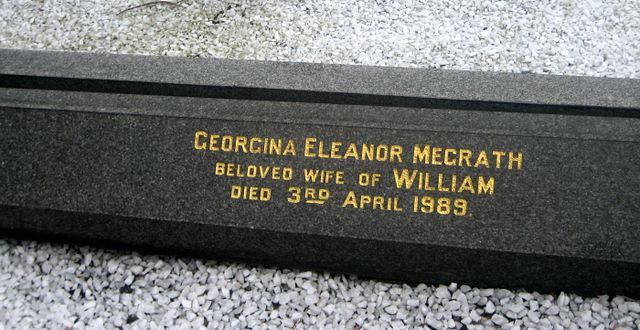 Georgina Eleanor Megrath
beloved wife of William
died 3rd April 1989.